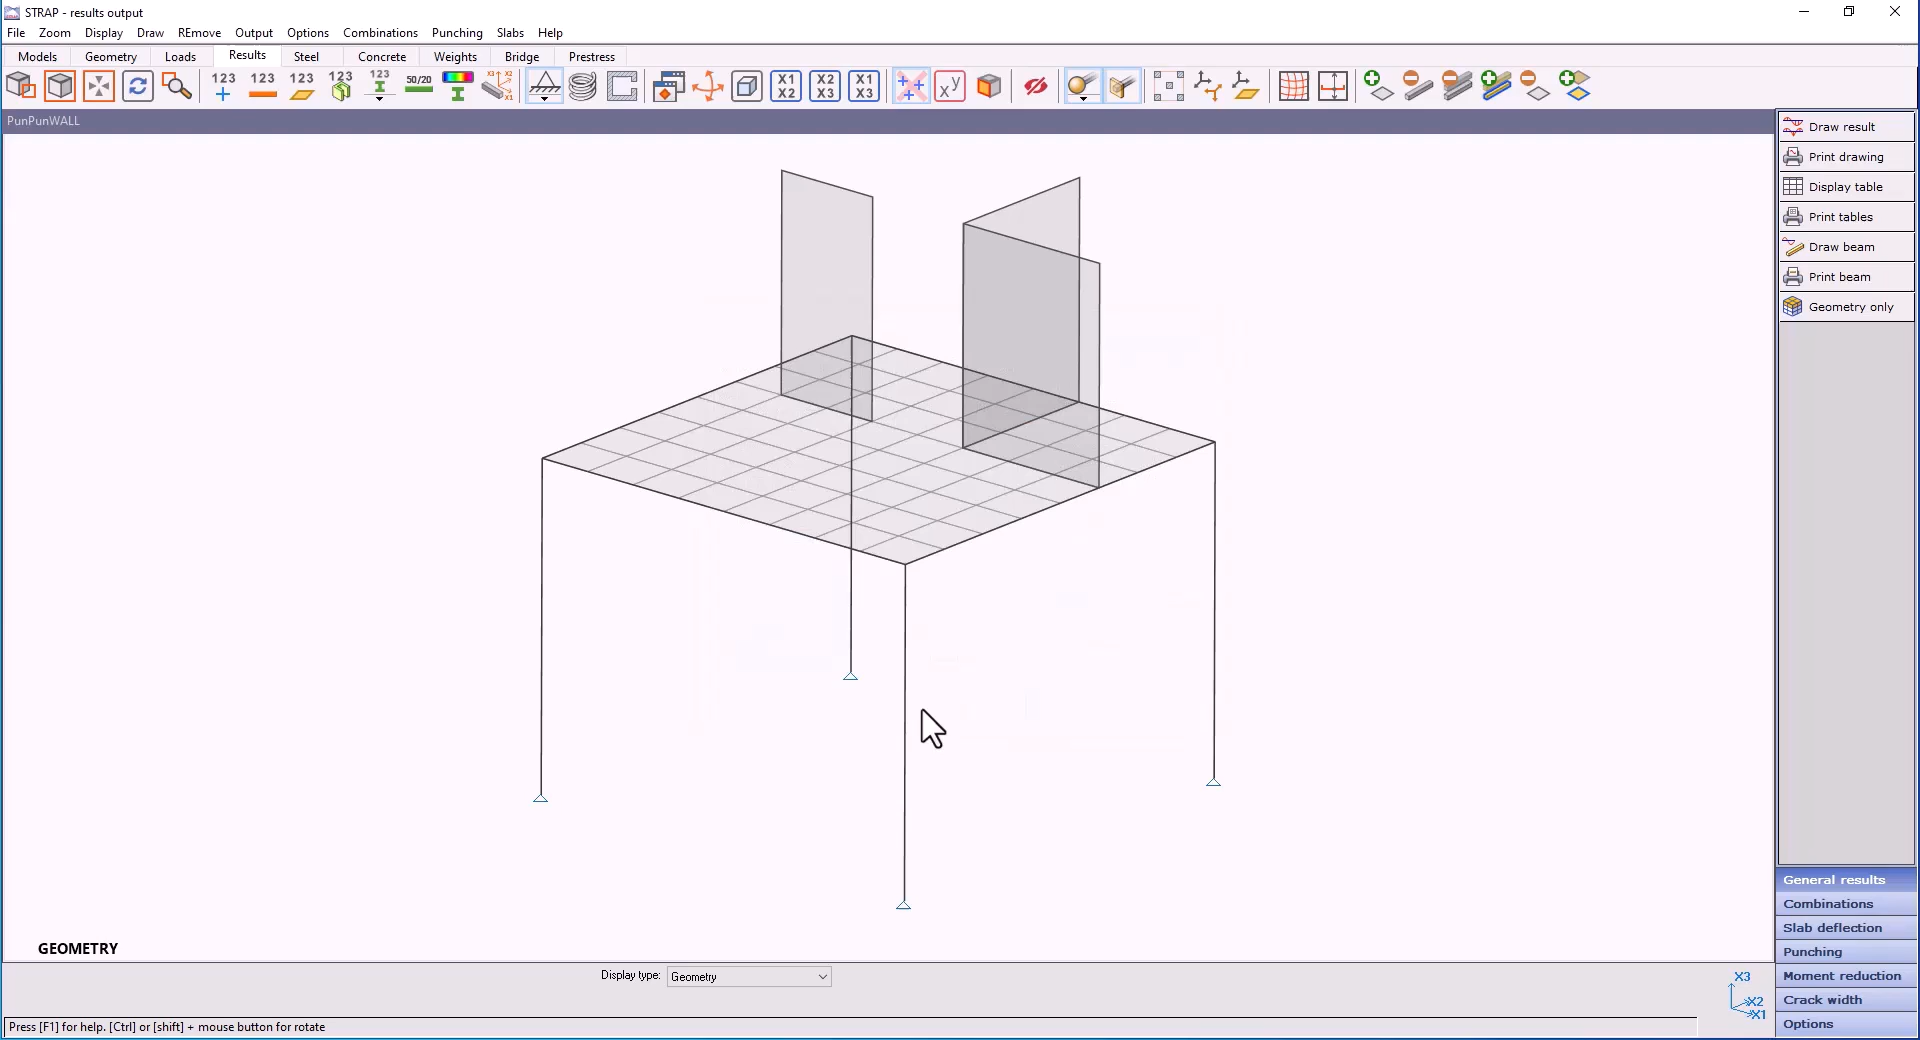 STRAP - results output
File Zoom Display Draw REmove Output Options Combinations Punching Slabs Help
Models Geometry Loads Results Steel Concrete Weights Bridge Prestress
123 123 123 123 123 50/20 X3 X2 X1 X1 X2 X2 X3 X1 X3 xy
PunPunWALL
Draw result
Print drawing
Display table
Print tables
Draw beam
Print beam
Geometry only
General results
Combinations
Slab deflection
Punching
Moment reduction
Crack width
Options
GEOMETRY
Display type: Geometry
X3
X2
X1
Press [F1] for help. [Ctrl] or [shift] + mouse button for rotate